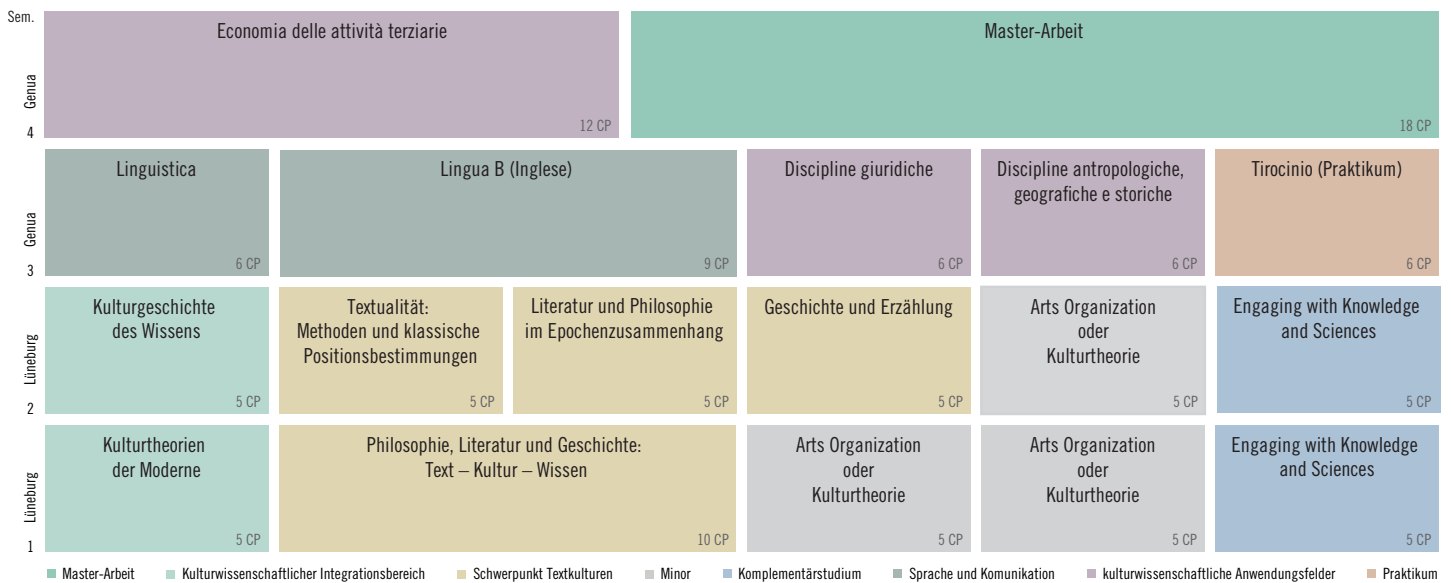 Sem.
Genua
4
Economia delle attività terziarie
12 CP
Master-Arbeit
18 CP
Genua
3
Linguistica
6 CP
Lingua B (Inglese)
9 CP
Discipline giuridiche
6 CP
Discipline antropologiche,
geografiche e storiche
6 CP
Tirocinio (Praktikum)
6 CP
Lüneburg
2
Kulturgeschichte
des Wissens
5 CP
Textualität:
Methoden und klassische
Positionsbestimmungen
5 CP
Literatur und Philosophie
im Epochenzusammenhang
5 CP
Geschichte und Erzählung
5 CP
Arts Organization
oder
Kulturtheorie
5 CP
Engaging with Knowledge
and Sciences
5 CP
Lüneburg
1
Kulturtheorien
der Moderne
5 CP
Philosophie, Literatur und Geschichte:
Text – Kultur – Wissen
10 CP
Arts Organization
oder
Kulturtheorie
5 CP
Arts Organization
oder
Kulturtheorie
5 CP
Engaging with Knowledge
and Sciences
5 CP
Master-Arbeit
Kulturwissenschaftlicher Integrationsbereich
Schwerpunkt Textkulturen
Minor
Komplementärstudium
Sprache und Komunikation
kulturwissenschaftliche Anwendungsfelder
Praktikum